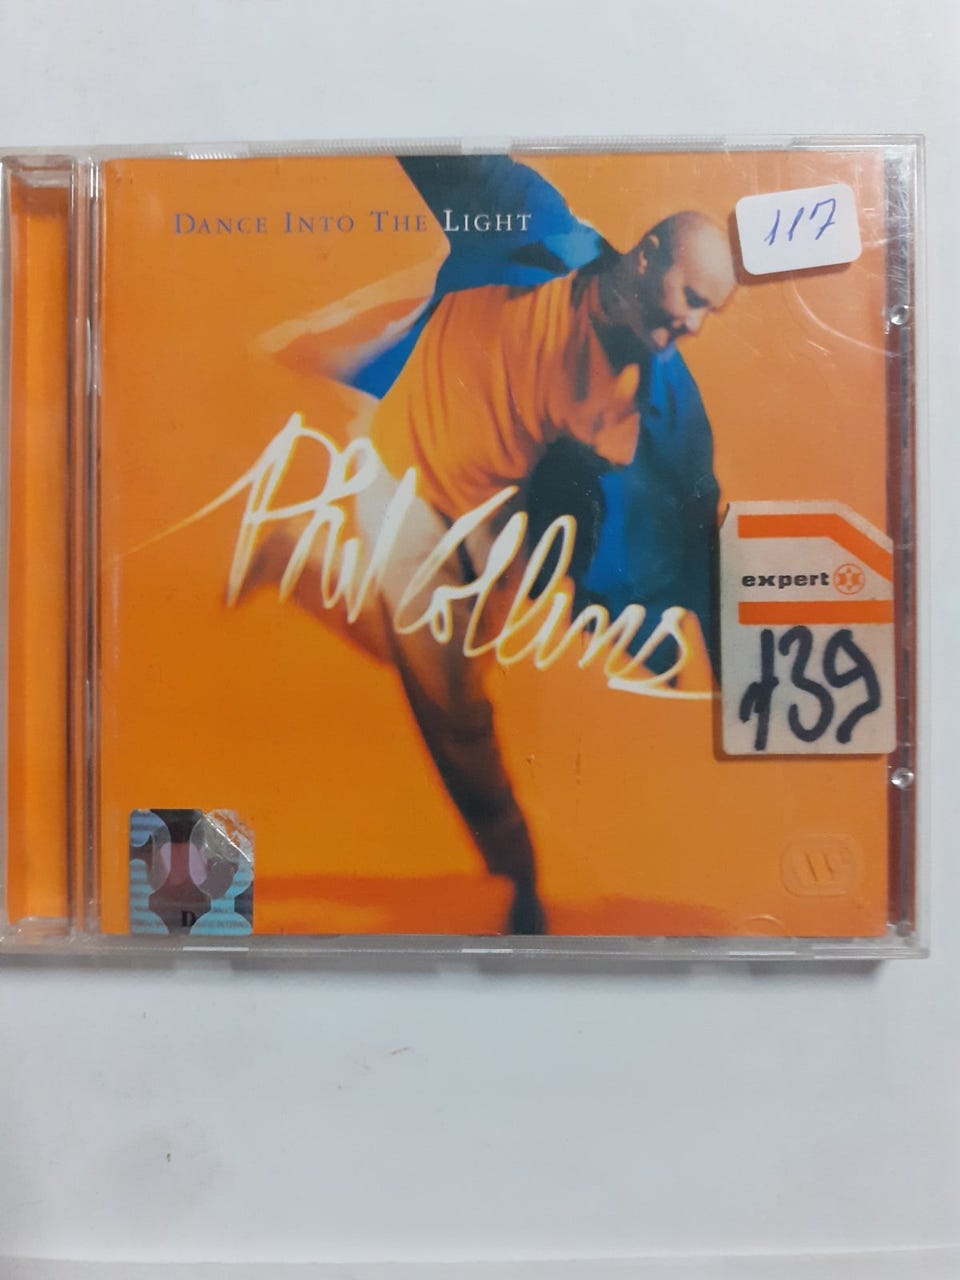 DANCE INTO THE LIGHT
117
Phil Collins
expert
139
D